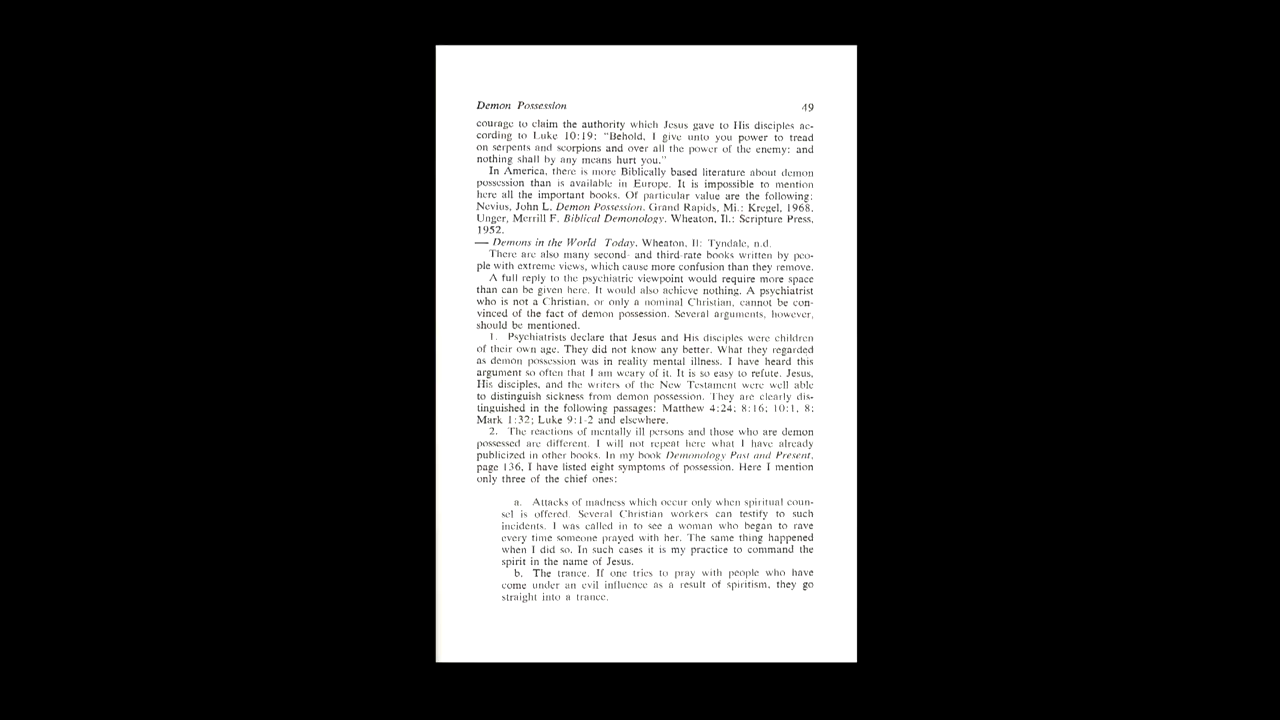 Demon Possession 49
courage to claim the authority which Jesus gave to His disciples ac-
cording to Luke 10:19: "Behold, I give unto you power to tread
on serpents and scorpions and over all the power of the enemy: and
nothing shall by any means hurt you."
In America, there is more Biblically based literature about demon
possession than is available in Europe. It is impossible to mention
here all the important books. Of particular value are the following:
Nevius, John L. Demon Possession. Grand Rapids, Mi.: Kregel, 1968.
Unger, Merrill F. Biblical Demonology. Wheaton, Il.: Scripture Press,
1952.
— Demons in the World Today. Wheaton, Il: Tyndale, n.d.
There are also many second- and third-rate books written by peo-
ple with extreme views, which cause more confusion than they remove.
A full reply to the psychiatric viewpoint would require more space
than can be given here. It would also achieve nothing. A psychiatrist
who is not a Christian, or only a nominal Christian, cannot be con-
vinced of the fact of demon possession. Several arguments, however,
should be mentioned.
1. Psychiatrists declare that Jesus and His disciples were children
of their own age. They did not know any better. What they regarded
as demon possession was in reality mental illness. I have heard this
argument so often that I am weary of it. It is so easy to refute. Jesus,
His disciples, and the writers of the New Testament were well able
to distinguish sickness from demon possession. They are clearly dis-
tinguished in the following passages: Matthew 4:24; 8:16; 10:1, 8;
Mark 1:32; Luke 9:1-2 and elsewhere.
2. The reactions of mentally ill persons and those who are demon
possessed are different. I will not repeat here what I have already
publicized in other books. In my book Demonology Past and Present,
page 136, I have listed eight symptoms of possession. Here I mention
only three of the chief ones:
a. Attacks of madness which occur only when spiritual coun-
sel is offered. Several Christian workers can testify to such
incidents. I was called in to see a woman who began to rave
every time someone prayed with her. The same thing happened
when I did so. In such cases it is my practice to command the
spirit in the name of Jesus.
b. The trance. If one tries to pray with people who have
come under an evil influence as a result of spiritism, they go
straight into a trance.